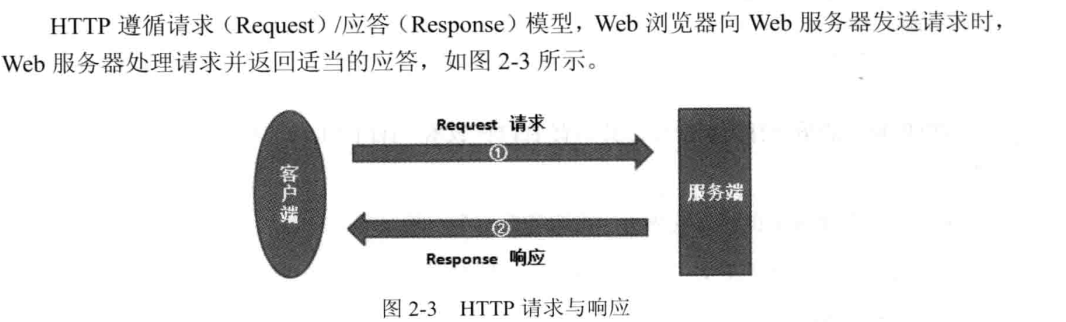 HTTP 遵循请求（Request）/应答（Response）模型，Web 浏览器向 Web 服务器发送请求时，
Web 服务器处理请求并返回适当的应答，如图 2-3 所示。
Request 请求
①
客户端
服务端
②
Response 响应
图 2-3 HTTP 请求与响应